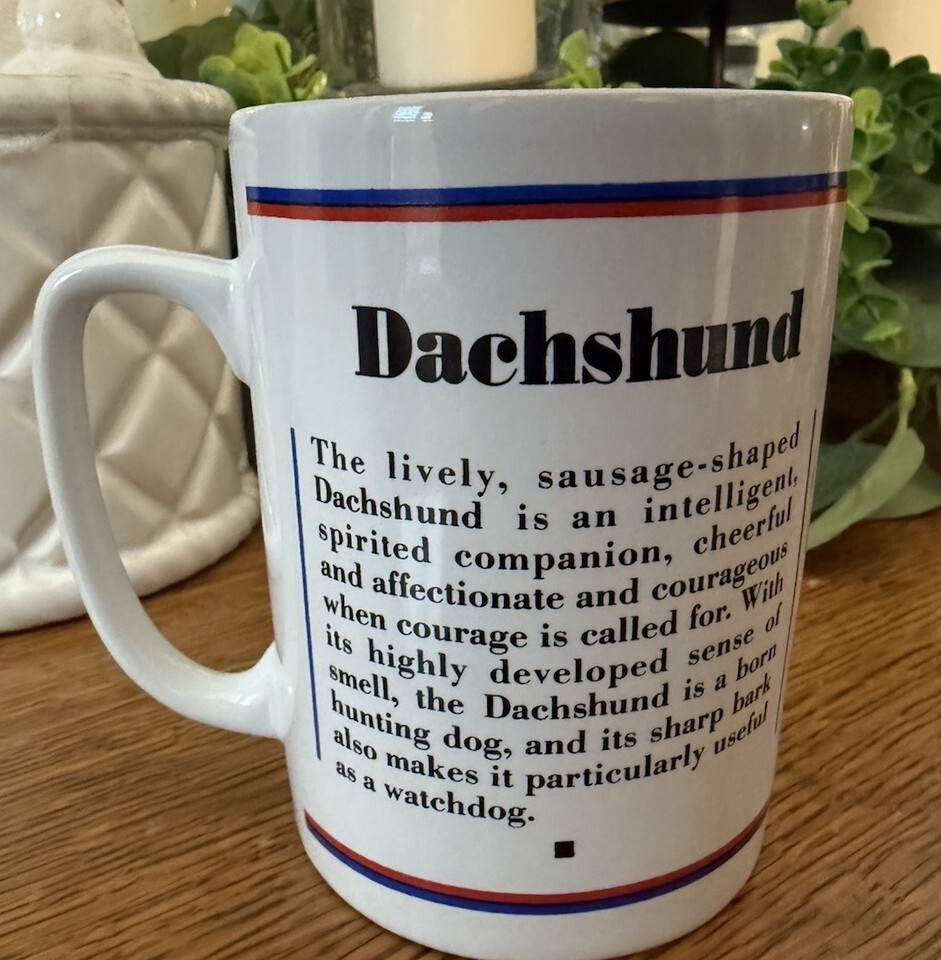 Dachshund
The lively, sausage-shaped
Dachshund is an intelligent,
spirited companion, cheerful
and affectionate and courageous
when courage is called for. With
its highly developed sense of
smell, the Dachshund is a born
hunting dog, and its sharp bark
also makes it particularly useful
as a watchdog.